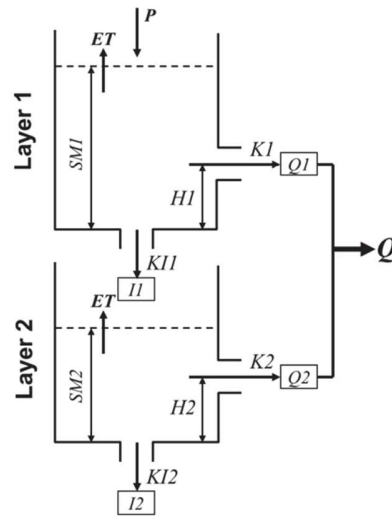 P
ET
Layer 1
SM1
K1
Q1
H1
KI1
I1
Q
ET
Layer 2
SM2
K2
Q2
H2
KI2
I2